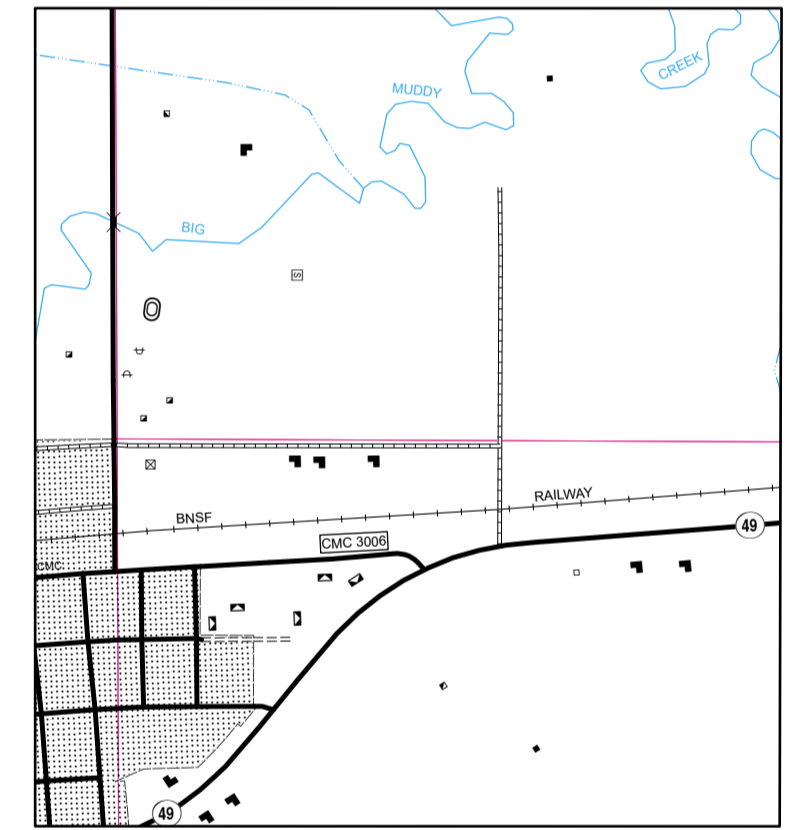 MUDDY
CREEK
BIG
S
RAILWAY
BNSF
49
CMC 3006
CMC
49